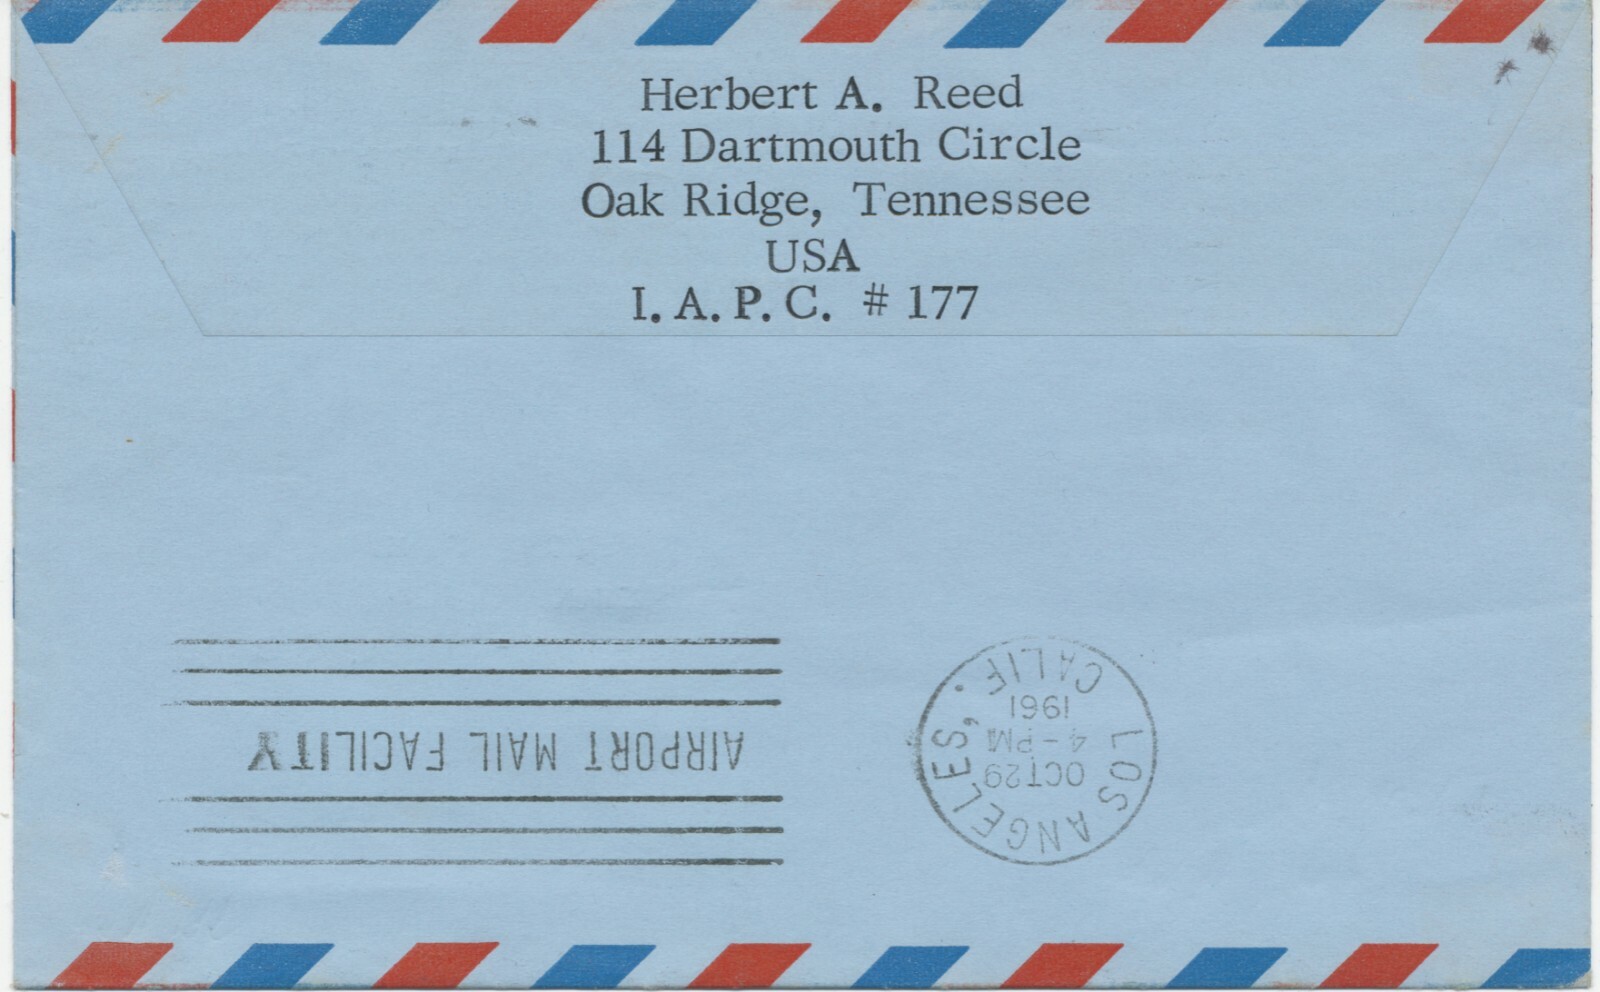 Herbert A. Reed
114 Dartmouth Circle
Oak Ridge, Tennessee
USA
I. A. P. C. # 177
AIRPORT MAIL FACILITY
LOS ANGELES, CALIF.
OCT 29
4-PM
1961